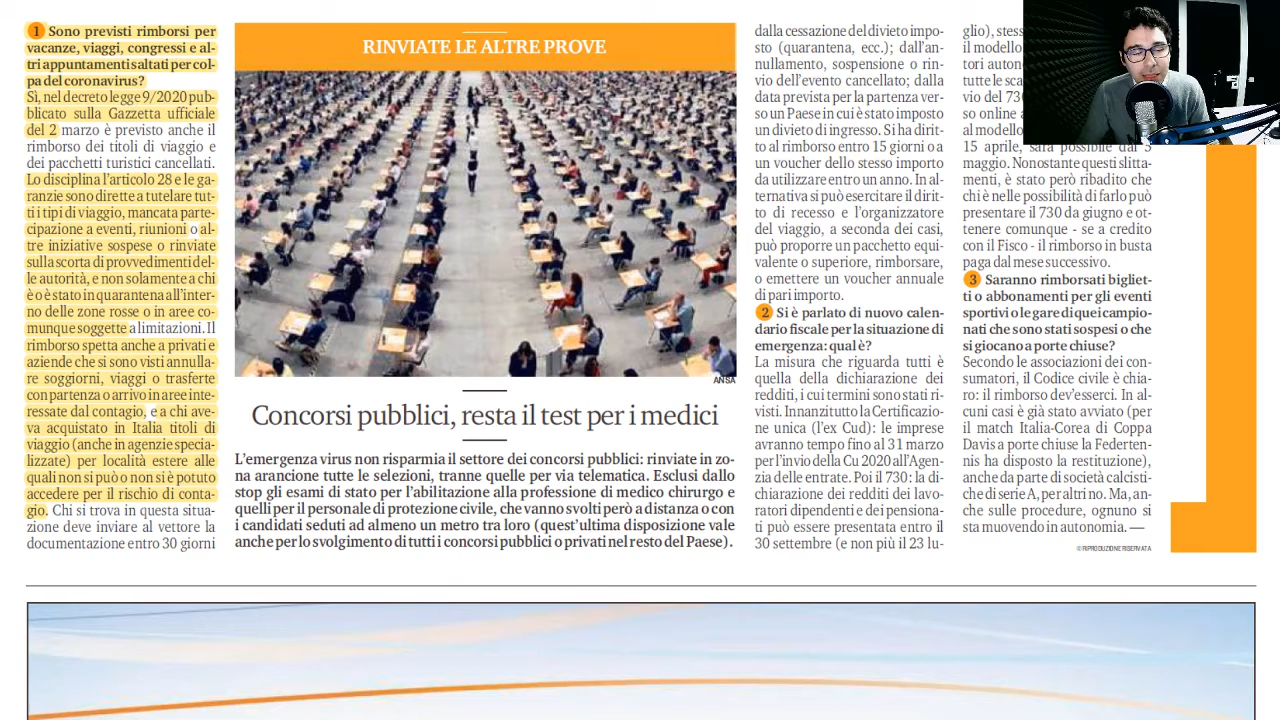 1 Sono previsti rimborsi per
vacanze, viaggi, congressi e al-
tri appuntamenti saltati per col-
pa del coronavirus?
Sì, nel decreto legge 9/2020 pub-
blicato sulla Gazzetta ufficiale
del 2 marzo è previsto anche il
rimborso dei titoli di viaggio e
dei pacchetti turistici cancellati.
Lo disciplina l'articolo 28 e le ga-
ranzie sono dirette a tutelare tut-
ti i tipi di viaggio, mancata parte-
cipazione a eventi, riunioni o al-
tre iniziative sospese o rinviate
sulla scorta di provvedimenti del-
le autorità, e non solamente a chi
è o è stato in quarantena all'inter-
no delle zone rosse o in aree co-
munque soggette a limitazioni. Il
rimborso spetta anche a privati e
aziende che si sono visti annulla-
re soggiorni, viaggi o trasferte
con partenza o arrivo in aree inte-
ressate dal contagio, e a chi ave-
va acquistato in Italia titoli di
viaggio (anche in agenzie specia-
lizzate) per località estere alle
quali non si può o non si è potuto
accedere per il rischio di conta-
gio. Chi si trova in questa situa-
zione deve inviare al vettore la
documentazione entro 30 giorni
RINVIATE LE ALTRE PROVE
ANSA
Concorsi pubblici, resta il test per i medici
L'emergenza virus non risparmia il settore dei concorsi pubblici: rinviate in zo-
na arancione tutte le selezioni, tranne quelle per via telematica. Esclusi dallo
stop gli esami di stato per l'abilitazione alla professione di medico chirurgo e
quelli per il personale di protezione civile, che vanno svolti però a distanza o con
i candidati seduti ad almeno un metro tra loro (quest'ultima disposizione vale
anche per lo svolgimento di tutti i concorsi pubblici o privati nel resto del Paese).
dalla cessazione del divieto impo-
sto (quarantena, ecc.); dall'an-
nullamento, sospensione o rin-
vio dell'evento cancellato; dalla
data prevista per la partenza ver-
so un Paese in cui è stato imposto
un divieto di ingresso. Si ha dirit-
to al rimborso entro 15 giorni o a
un voucher dello stesso importo
da utilizzare entro un anno. In al-
ternativa si può esercitare il dirit-
to di recesso e l'organizzatore
del viaggio, a seconda dei casi,
può proporre un pacchetto equi-
valente o superiore, rimborsare,
o emettere un voucher annuale
di pari importo.
2 Si è parlato di nuovo calen-
dario fiscale per la situazione di
emergenza: qual è?
La misura che riguarda tutti è
quella della dichiarazione dei
redditi, i cui termini sono stati ri-
visti. Innanzitutto la Certificazio-
ne unica (l'ex Cud): le imprese
avranno tempo fino al 31 marzo
per l'invio della Cu 2020 all'Agen-
zia delle entrate. Poi il 730: la di-
chiarazione dei redditi dei lavo-
ratori dipendenti e dei pensiona-
ti può essere presentata entro il
30 settembre (e non più il 23 lu-
glio), stess
il modello
tori auton
tutte le sca
vio del 730
so online a
al modello
15 aprile, sarà possibile dal 5
maggio. Nonostante questi slitta-
menti, è stato però ribadito che
chi è nelle possibilità di farlo può
presentare il 730 da giugno e ot-
tenere comunque - se a credito
con il Fisco - il rimborso in busta
paga dal mese successivo.
3 Saranno rimborsati bigliet-
ti o abbonamenti per gli eventi
sportivi o le gare di quei campio-
nati che sono stati sospesi o che
si giocano a porte chiuse?
Secondo le associazioni dei con-
sumatori, il Codice civile è chia-
ro: il rimborso dev'esserci. In al-
cuni casi è già stato avviato (per
il match Italia-Corea di Coppa
Davis a porte chiuse la Federten-
nis ha disposto la restituzione),
anche da parte di società calcisti-
che di serie A, per altri no. Ma, an-
che sulle procedure, ognuno si
sta muovendo in autonomia. —
© RIPRODUZIONE RISERVATA